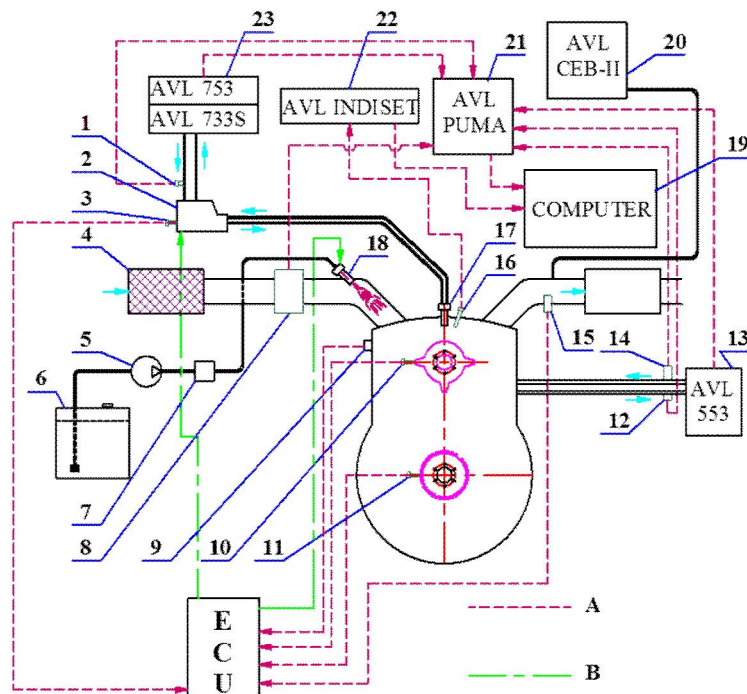 23
22
21
20
AVL 753
AVL 733S
AVL INDISET
AVL
PUMA
AVL
CEB-II
1
2
3
4
19
COMPUTER
18
17
16
5
6
15
14
13
AVL
553
12
7
8
9
10
11
E
C
U
A
B